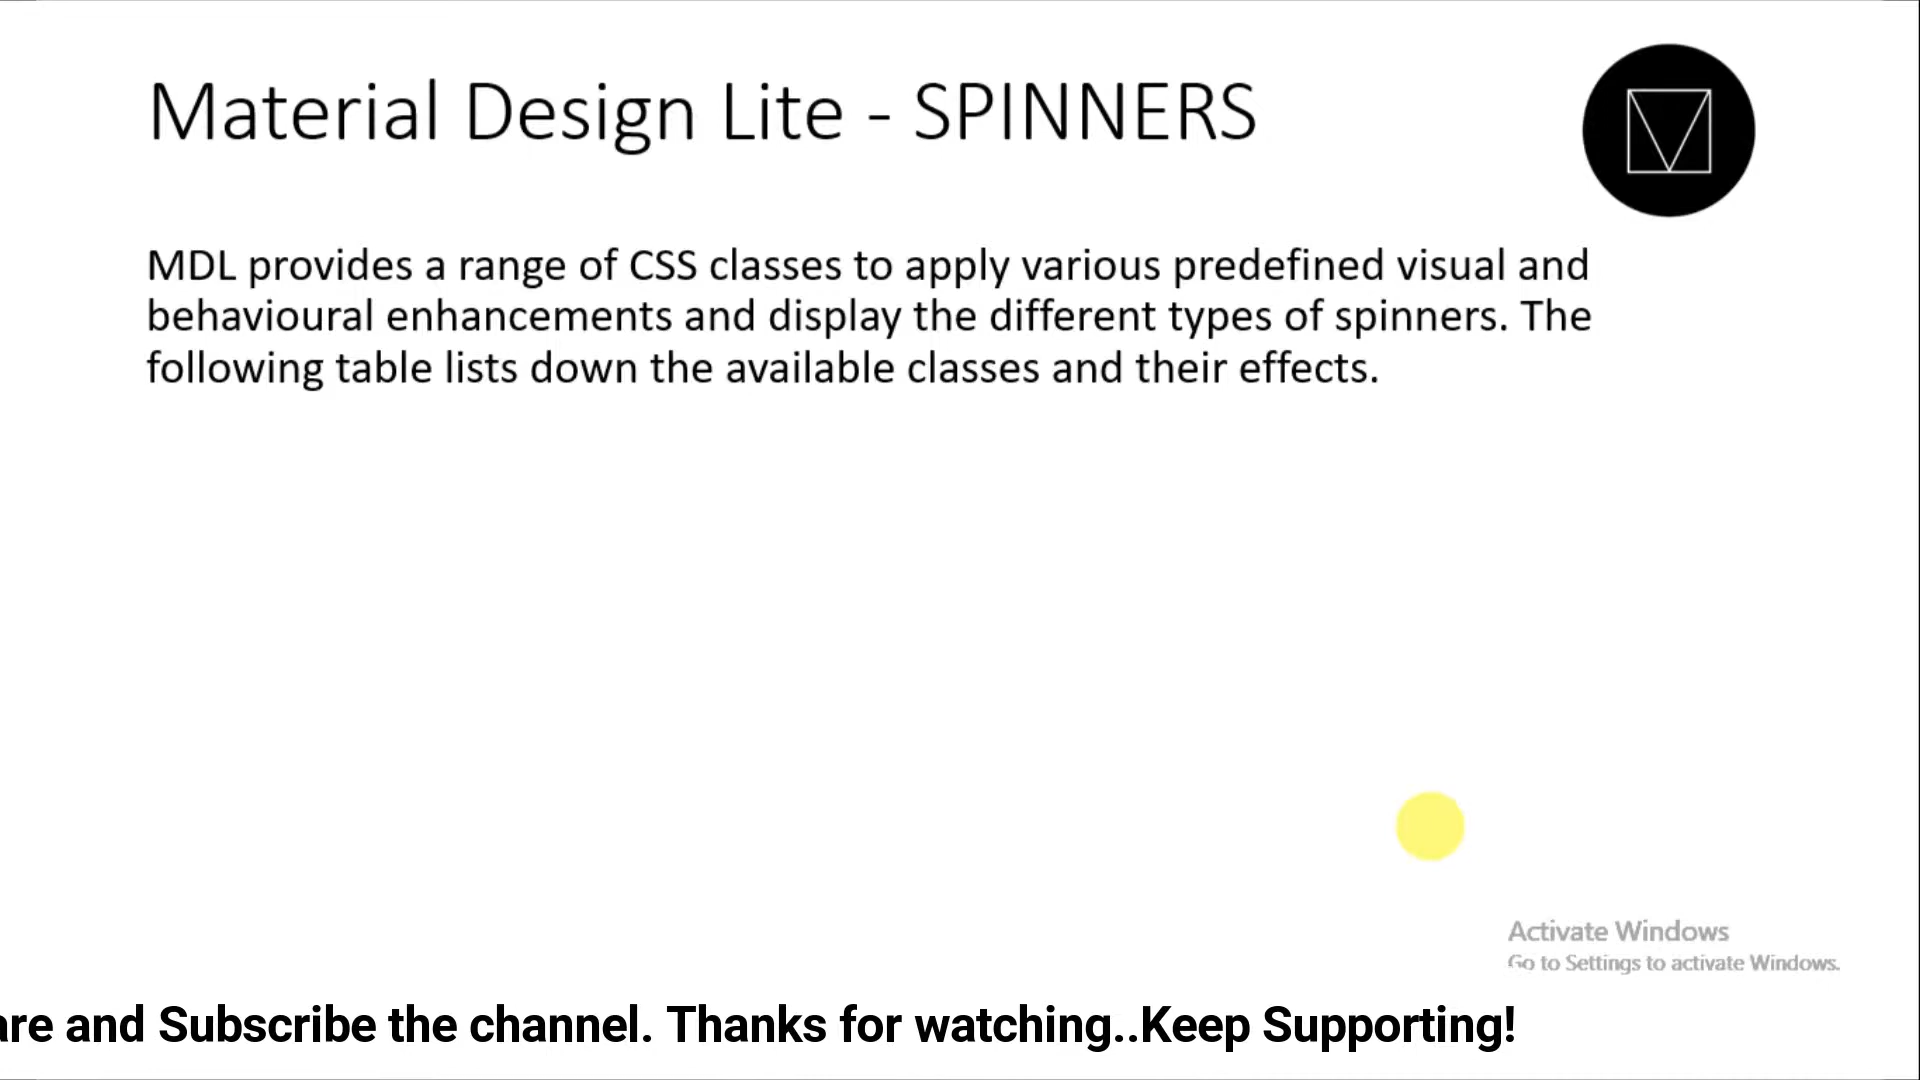 Material Design Lite - SPINNERS
MDL provides a range of CSS classes to apply various predefined visual and
behavioural enhancements and display the different types of spinners. The
following table lists down the available classes and their effects.
Activate Windows
Go to Settings to activate Windows.
and Subscribe the channel. Thanks for watching..Keep Supporting!